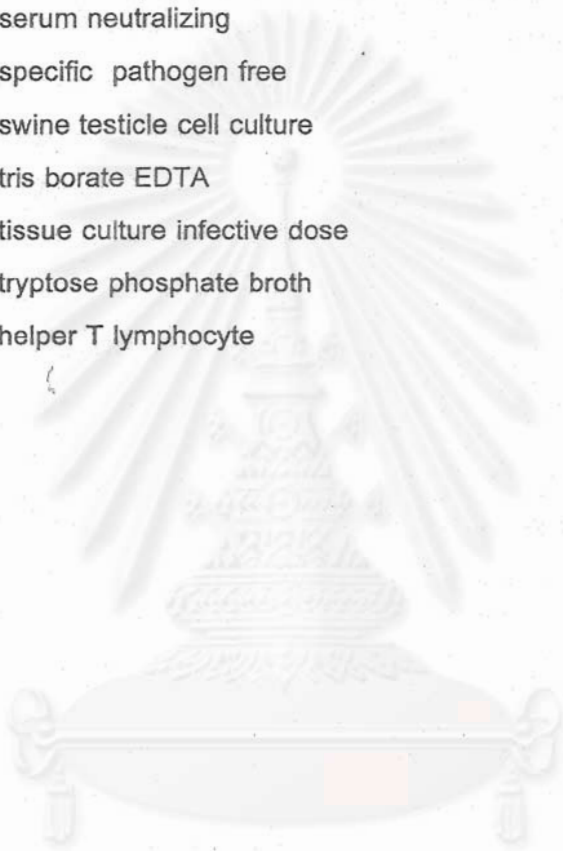 serum neutralizing
specific pathogen free
swine testicle cell culture
tris borate EDTA
tissue culture infective dose
tryptose phosphate broth
helper T lymphocyte